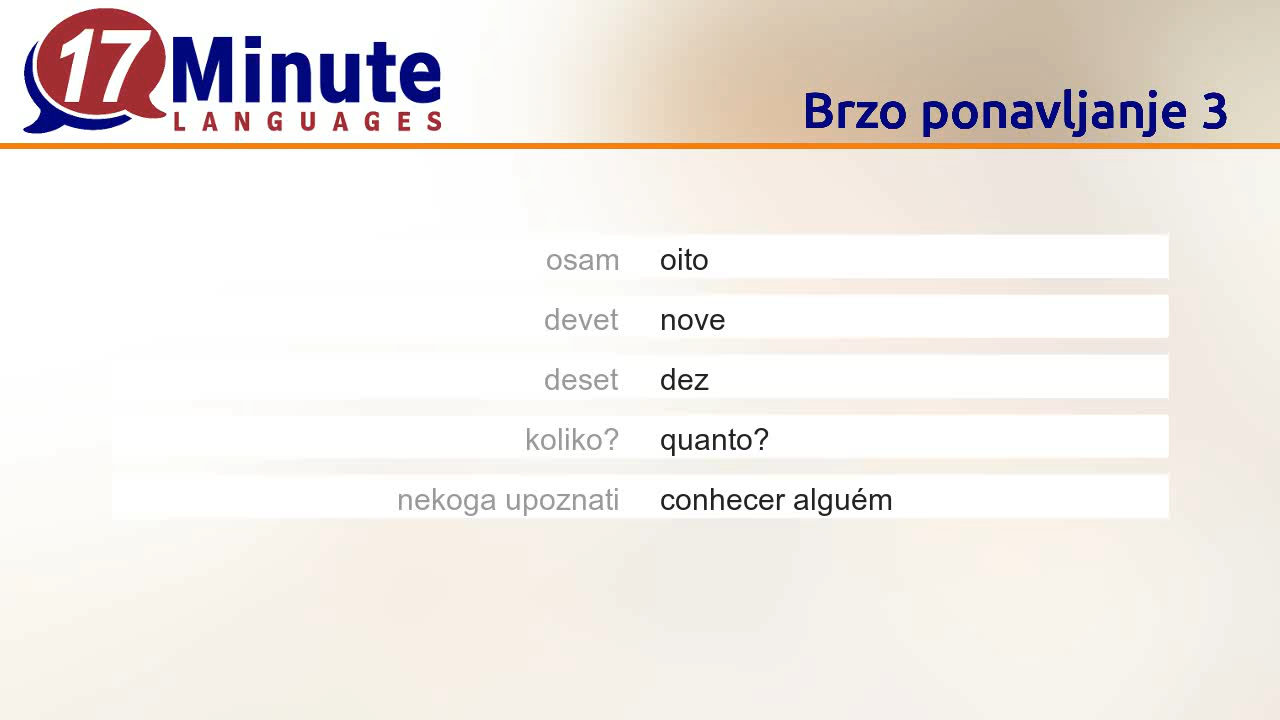 17 Minute
LANGUAGES
Brzo ponavljanje 3
osam oito
devet nove
deset dez
koliko? quanto?
nekoga upoznati conhecer alguém